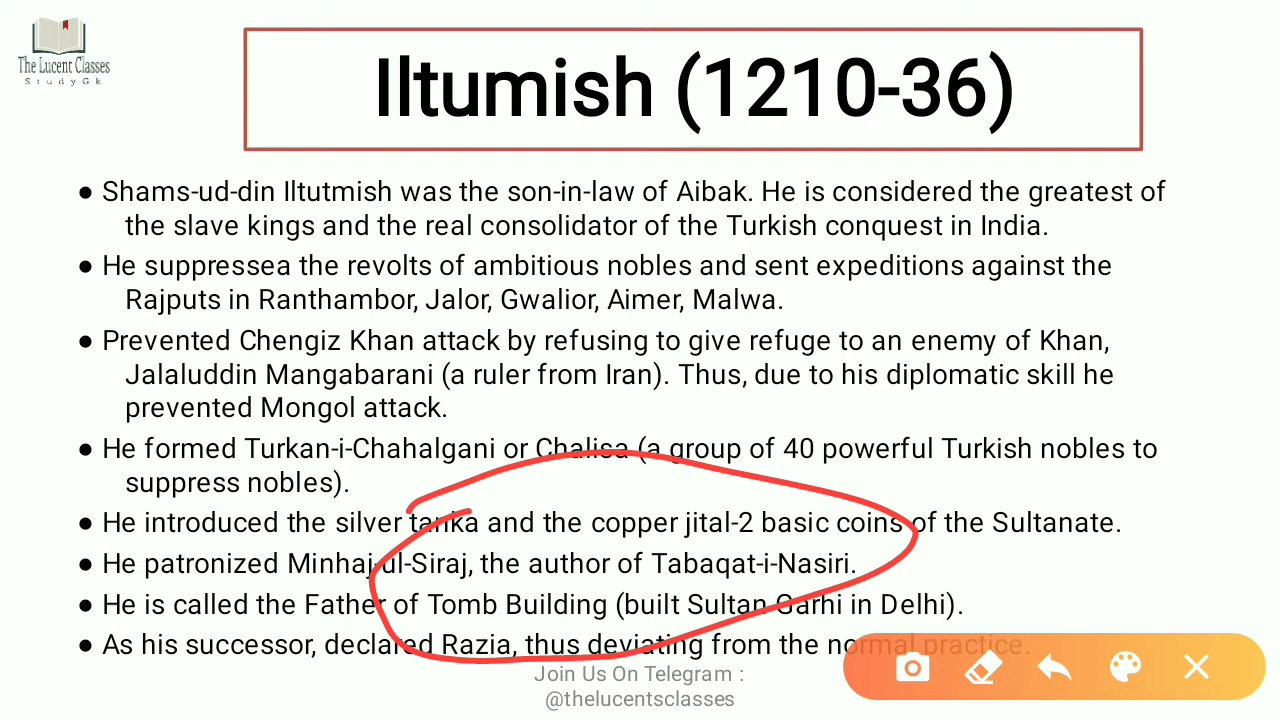 The Lucent Classes
StudyGk
Iltumish (1210-36)
● Shams-ud-din Iltutmish was the son-in-law of Aibak. He is considered the greatest of
the slave kings and the real consolidator of the Turkish conquest in India.
● He suppressea the revolts of ambitious nobles and sent expeditions against the
Rajputs in Ranthambor, Jalor, Gwalior, Aimer, Malwa.
● Prevented Chengiz Khan attack by refusing to give refuge to an enemy of Khan,
Jalaluddin Mangabarani (a ruler from Iran). Thus, due to his diplomatic skill he
prevented Mongol attack.
● He formed Turkan-i-Chahalgani or Chalisa (a group of 40 powerful Turkish nobles to
suppress nobles).
● He introduced the silver tanka and the copper jital-2 basic coins of the Sultanate.
● He patronized Minhaj-ul-Siraj, the author of Tabaqat-i-Nasiri.
● He is called the Father of Tomb Building (built Sultan Garhi in Delhi).
● As his successor, declared Razia, thus deviating from the normal practice.
Join Us On Telegram :
@thelucentsclasses